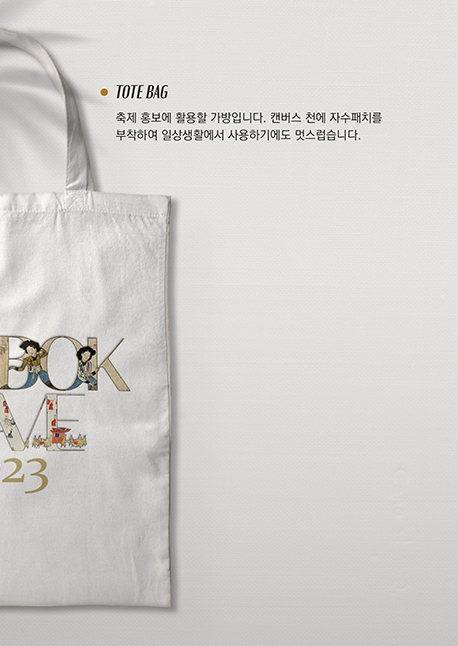 TOTE BAG
축제 홍보에 활용할 가방입니다. 캔버스 천에 자수패치를
부착하여 일상생활에서 사용하기에도 멋스럽습니다.
BOK
AVE
23